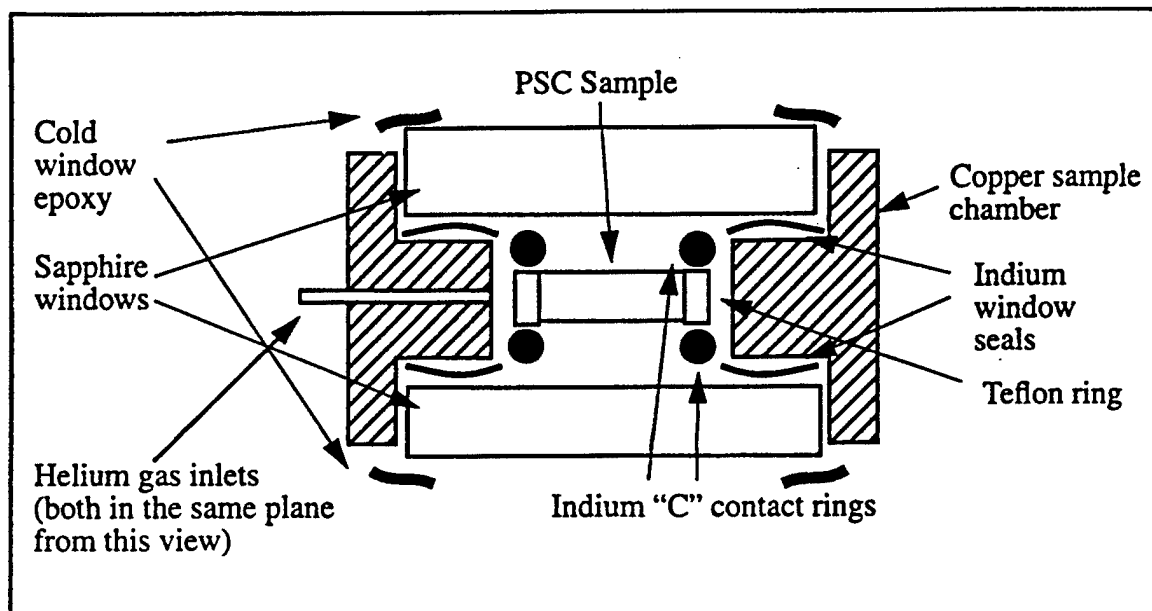 PSC Sample
Cold
window
epoxy
Copper sample
chamber
Sapphire
windows
Indium
window
seals
Teflon ring
Helium gas inlets
(both in the same plane
from this view)
Indium “C” contact rings